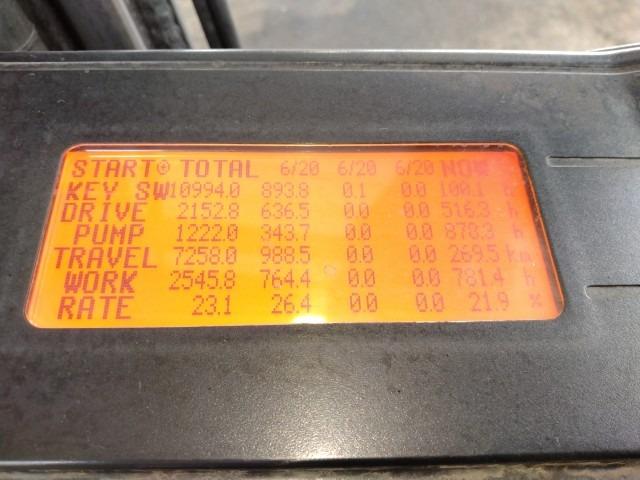 START® TOTAL 6/20 6/20 6/20 NOW
KEY SW10994.0 893.8 0.1 0.0 100.1 h
DRIVE 2152.8 636.5 0.0 0.0 516.3 h
PUMP 1222.0 343.7 0.0 0.0 878.3 h
TRAVEL 7258.0 988.5 0.0 0.0 269.5 km
WORK 2545.8 764.4 0.0 0.0 781.4 h
RATE 23.1 26.4 0.0 0.0 21.9 %